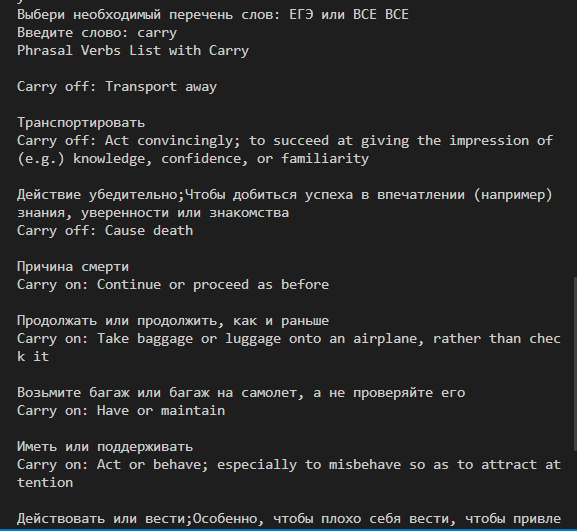 Выбери необходимый перечень слов: ЕГЭ или ВСЕ ВСЕ
Введите слово: carry
Phrasal Verbs List with Carry
Carry off: Transport away
Транспортировать
Carry off: Act convincingly; to succeed at giving the impression of
(e.g.) knowledge, confidence, or familiarity
Действие убедительно;Чтобы добиться успеха в впечатлении (например)
знания, уверенности или знакомства
Carry off: Cause death
Причина смерти
Carry on: Continue or proceed as before
Продолжать или продолжить, как и раньше
Carry on: Take baggage or luggage onto an airplane, rather than chec
k it
Возьмите багаж или багаж на самолет, а не проверяйте его
Carry on: Have or maintain
Иметь или поддерживать
Carry on: Act or behave; especially to misbehave so as to attract at
tention
Действовать или вести;Особенно, чтобы плохо себя вести, чтобы привле